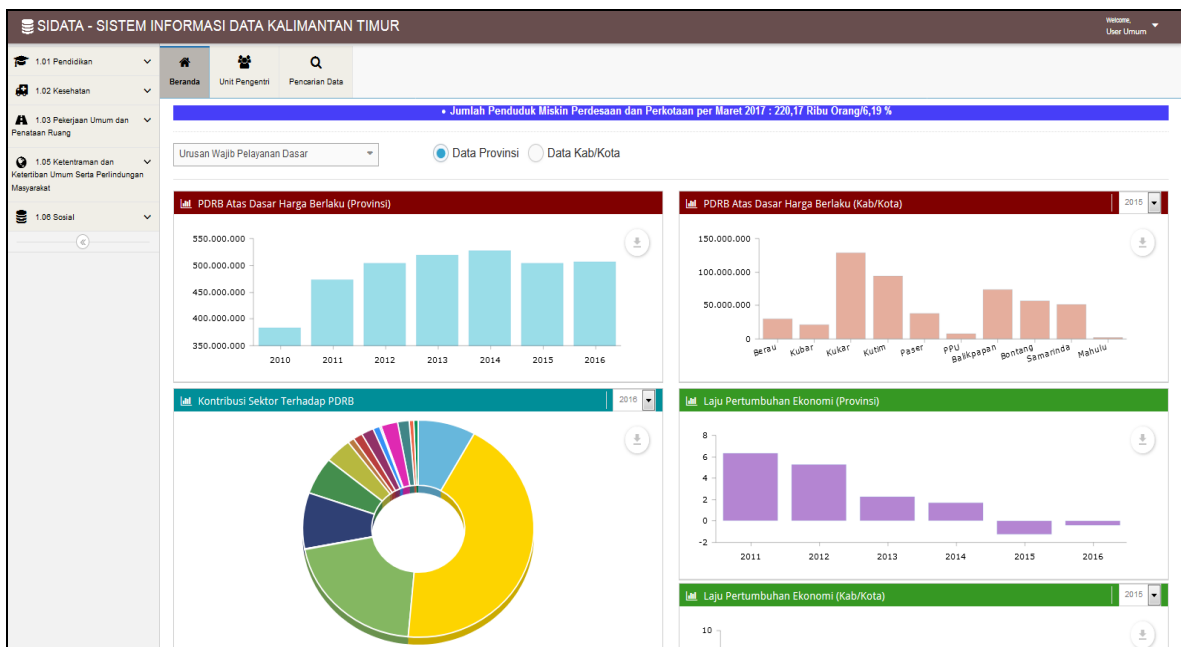 SIDATA - SISTEM INFORMASI DATA KALIMANTAN TIMUR
Welcome,
User Umum
1.01 Pendidikan
1.02 Kesehatan
1.03 Pekerjaan Umum dan
Penataan Ruang
1.05 Ketentraman dan
Ketertiban Umum Serta Perlindungan
Masyarakat
1.06 Sosial
Beranda
Unit Pengentri
Pencarian Data
• Jumlah Penduduk Miskin Perdesaan dan Perkotaan per Maret 2017 : 220,17 Ribu Orang/6,19 %
Urusan Wajib Pelayanan Dasar
Data Provinsi
Data Kab/Kota
PDRB Atas Dasar Harga Berlaku (Provinsi)
550.000.000
500.000.000
450.000.000
400.000.000
350.000.000
2010 2011 2012 2013 2014 2015 2016
PDRB Atas Dasar Harga Berlaku (Kab/Kota)
2015
150.000.000
100.000.000
50.000.000
0
Berau Kubar Kukar Kutim Paser PPU Balikpapan Bontang Samarinda Mahulu
Kontribusi Sektor Terhadap PDRB
2016
Laju Pertumbuhan Ekonomi (Provinsi)
8
6
4
2
0
-2
2011 2012 2013 2014 2015 2016
Laju Pertumbuhan Ekonomi (Kab/Kota)
2015
10